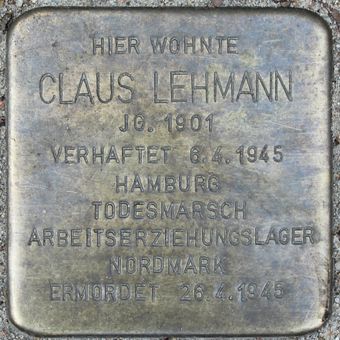 HIER WOHNTE
CLAUS LEHMANN
JG. 1901
VERHAFTET 6.4.1945
HAMBURG
TODESMARSCH
ARBEITSERZIEHUNGSLAGER
NORDMARK
ERMORDET 26.4.1945